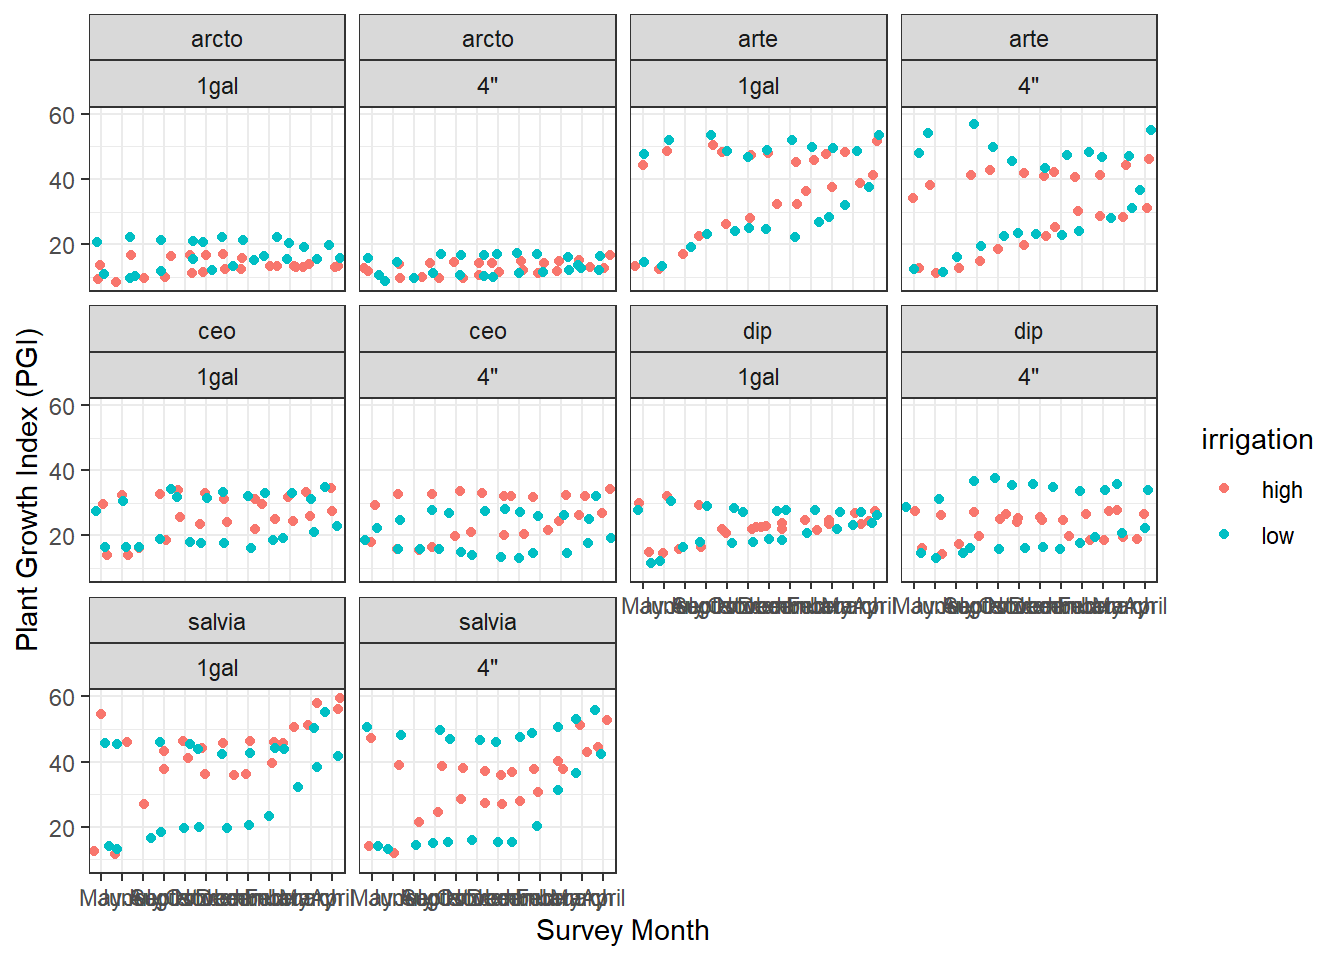 arcto
arcto
arte
arte
1gal
4"
1gal
4"
60
40
20
ceo
ceo
dip
dip
1gal
4"
1gal
4"
60
40
20
salvia
salvia
1gal
4"
60
40
20
Survey Month
Plant Growth Index (PGI)
irrigation
high
low